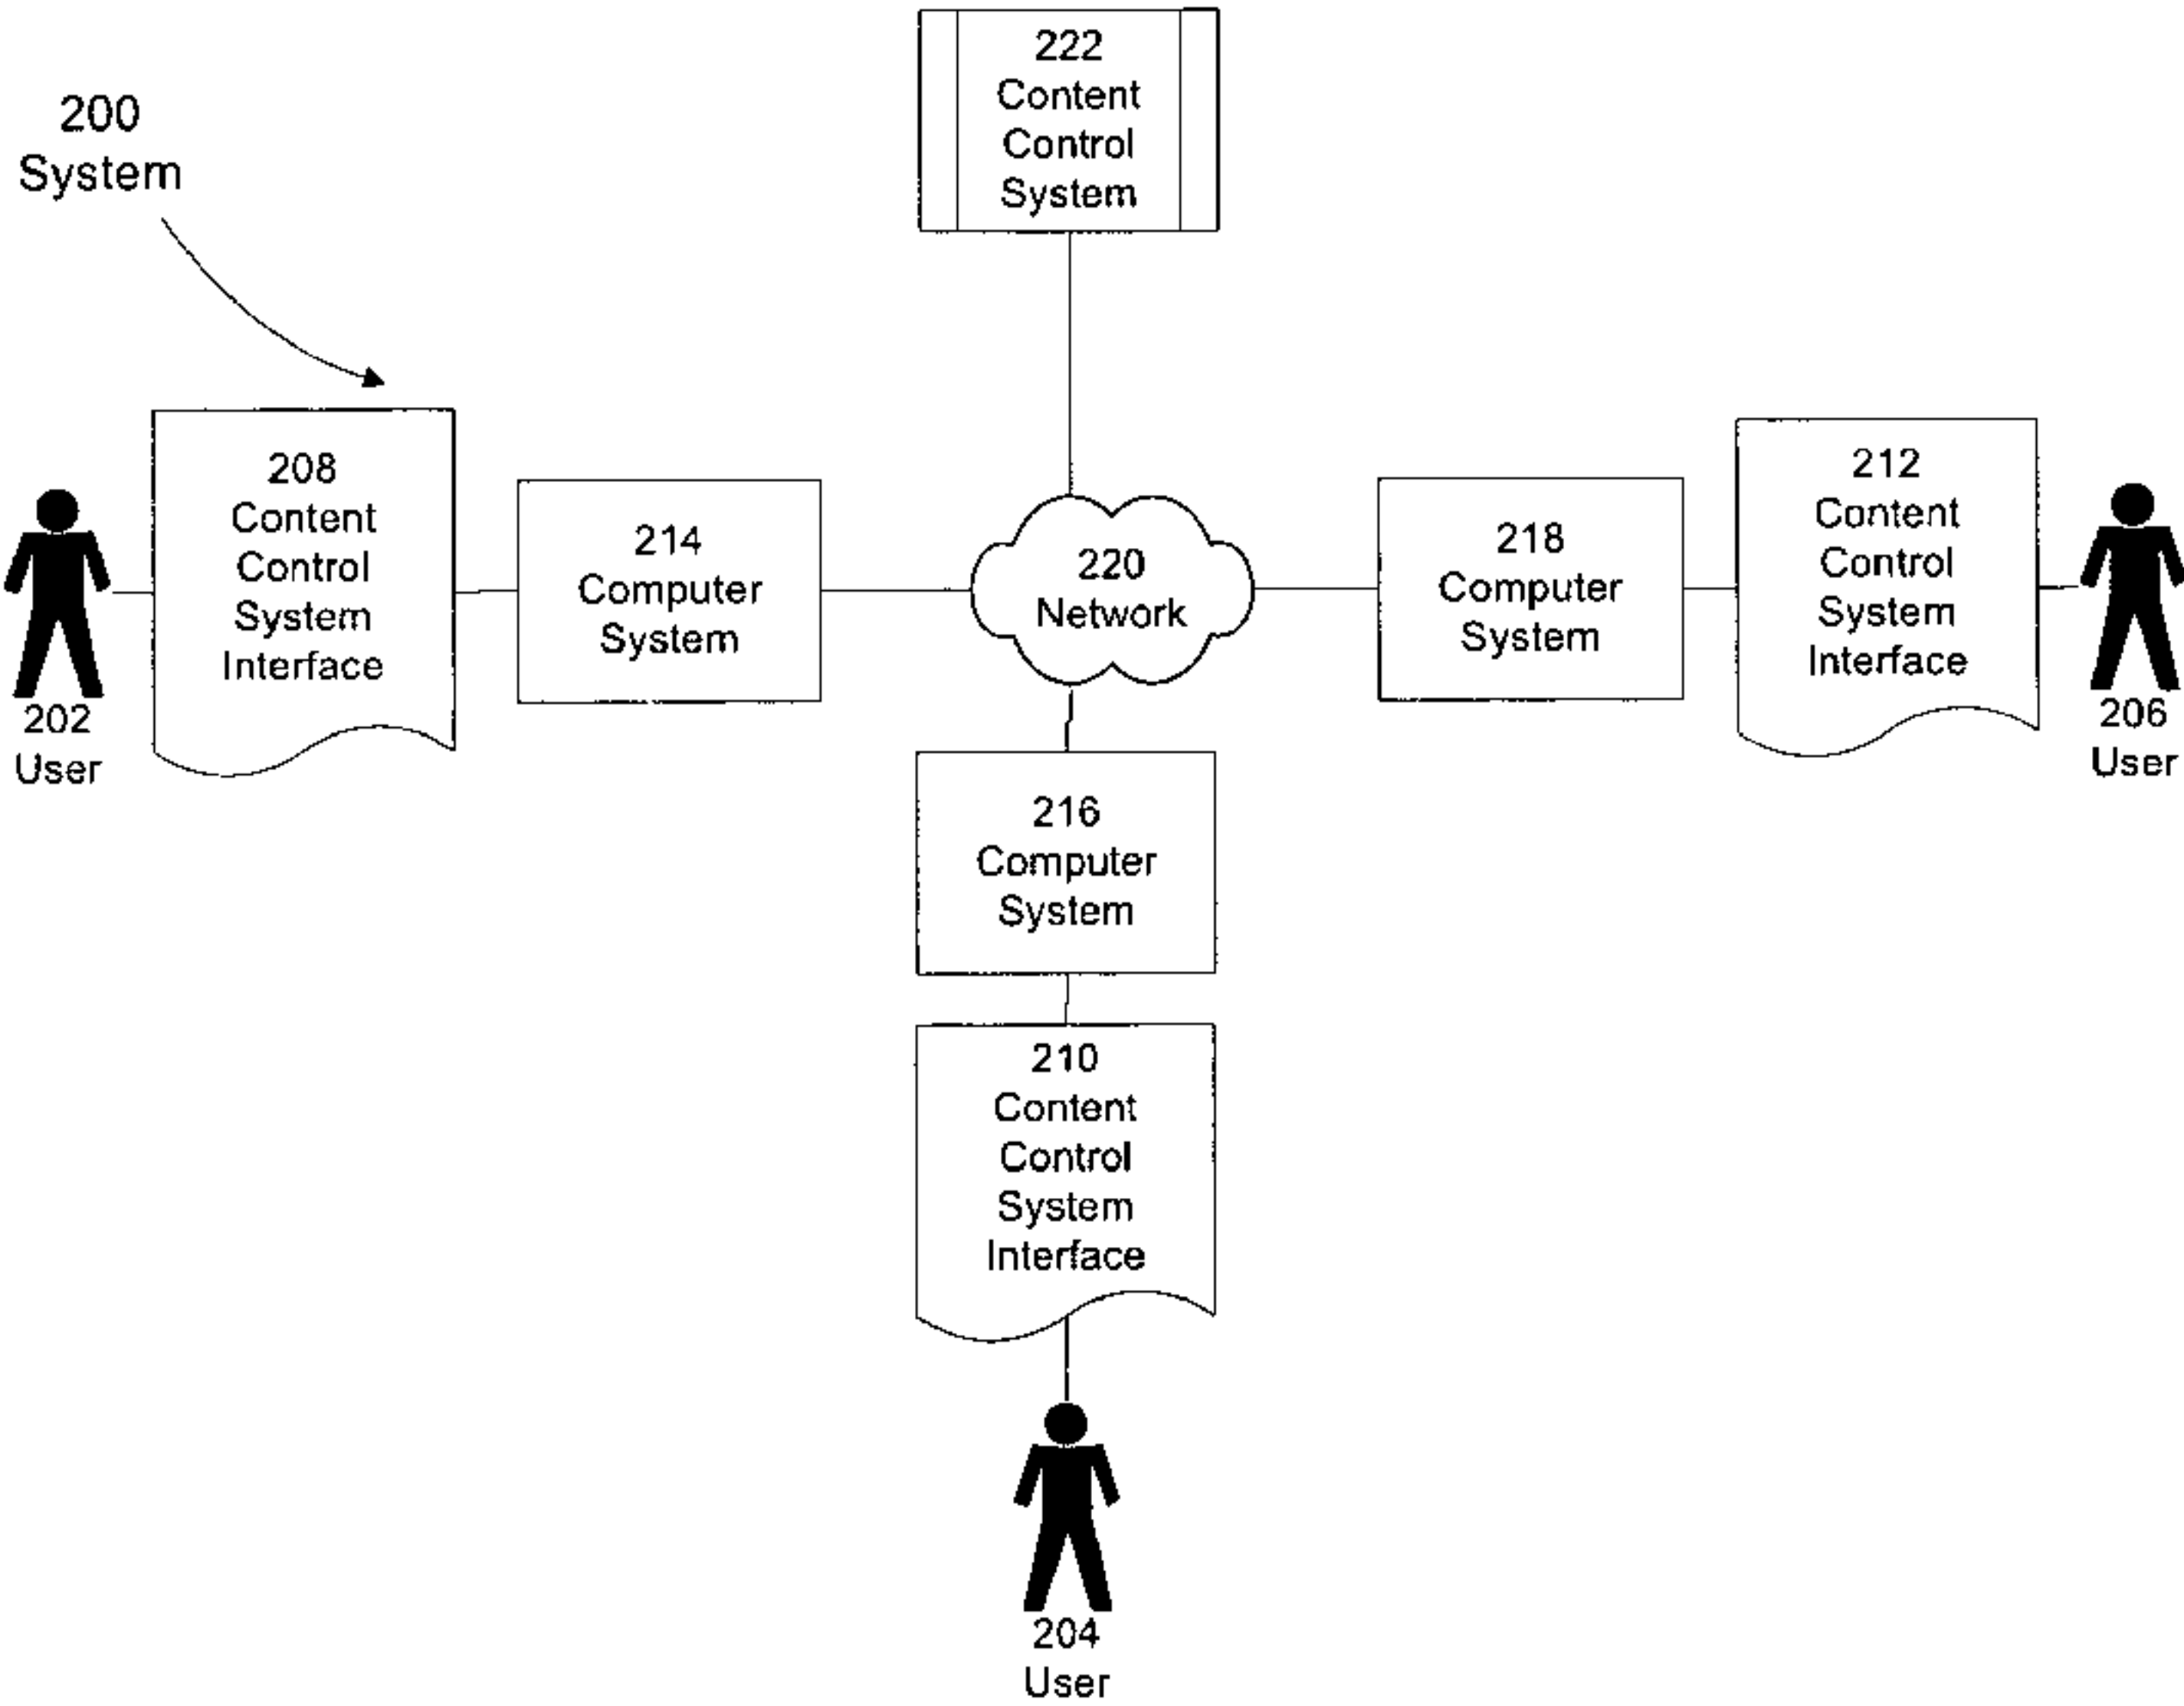 222
Content
Control
System
200
System
208
Content
Control
System
Interface
214
Computer
System
220
Network
218
Computer
System
212
Content
Control
System
Interface
202
User
206
User
216
Computer
System
210
Content
Control
System
Interface
204
User